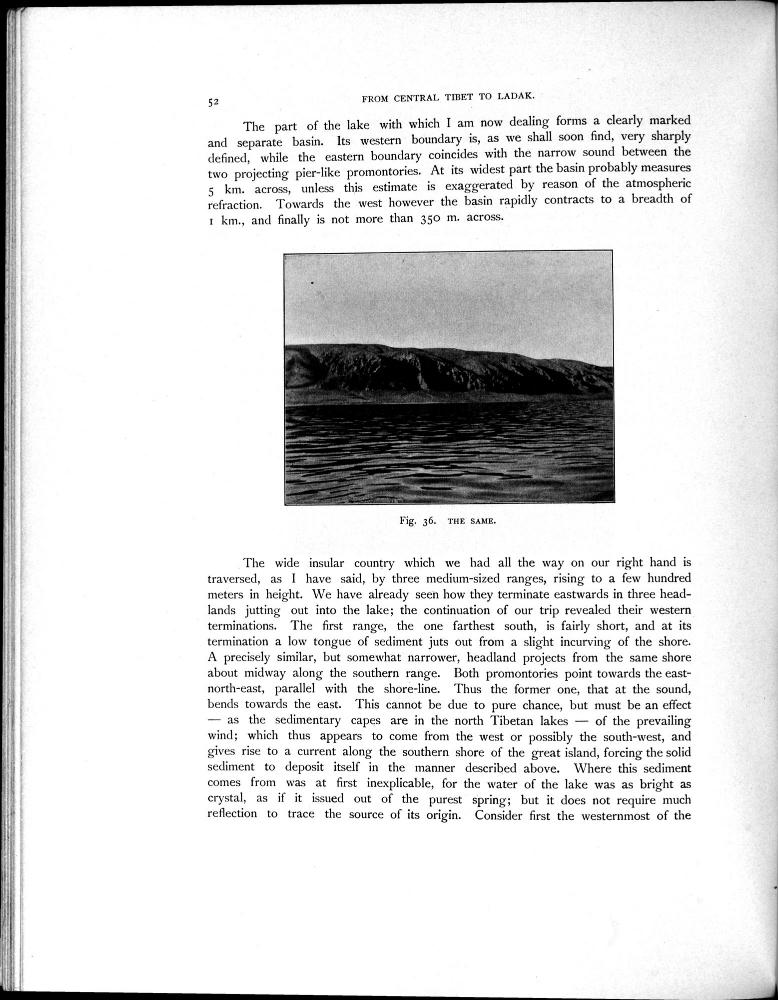 52
FROM CENTRAL TIBET TO LADAK.
The part of the lake with which I am now dealing forms a clearly marked
and separate basin. Its western boundary is, as we shall soon find, very sharply
defined, while the eastern boundary coincides with the narrow sound between the
two projecting pier-like promontories. At its widest part the basin probably measures
5 km. across, unless this estimate is exaggerated by reason of the atmospheric
refraction. Towards the west however the basin rapidly contracts to a breadth of
1 km., and finally is not more than 350 m. across.
Fig. 36. THE SAME.
The wide insular country which we had all the way on our right hand is
traversed, as I have said, by three medium-sized ranges, rising to a few hundred
meters in height. We have already seen how they terminate eastwards in three head-
lands jutting out into the lake; the continuation of our trip revealed their western
terminations. The first range, the one farthest south, is fairly short, and at its
termination a low tongue of sediment juts out from a slight incurving of the shore.
A precisely similar, but somewhat narrower, headland projects from the same shore
about midway along the southern range. Both promontories point towards the east-
north-east, parallel with the shore-line. Thus the former one, that at the sound,
bends towards the east. This cannot be due to pure chance, but must be an effect
— as the sedimentary capes are in the north Tibetan lakes — of the prevailing
wind; which thus appears to come from the west or possibly the south-west, and
gives rise to a current along the southern shore of the great island, forcing the solid
sediment to deposit itself in the manner described above. Where this sediment
comes from was at first inexplicable, for the water of the lake was as bright as
crystal, as if it issued out of the purest spring; but it does not require much
reflection to trace the source of its origin. Consider first the westernmost of the